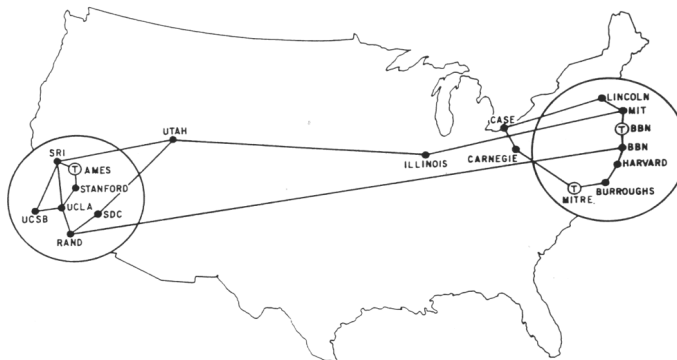 LINCOLN
MIT
CASE
T BBN
UTAH
BBN
SRI
ILLINOIS
CARNEGIE
HARVARD
T AMES
STANFORD
BURROUGHS
T
MITRE
UCSB
UCLA
SDC
RAND